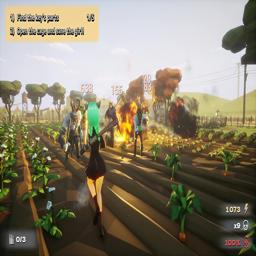 1) Find the key's parts 1/3
2) Open the cage and save the girl!
1073
x9
100%
0/3